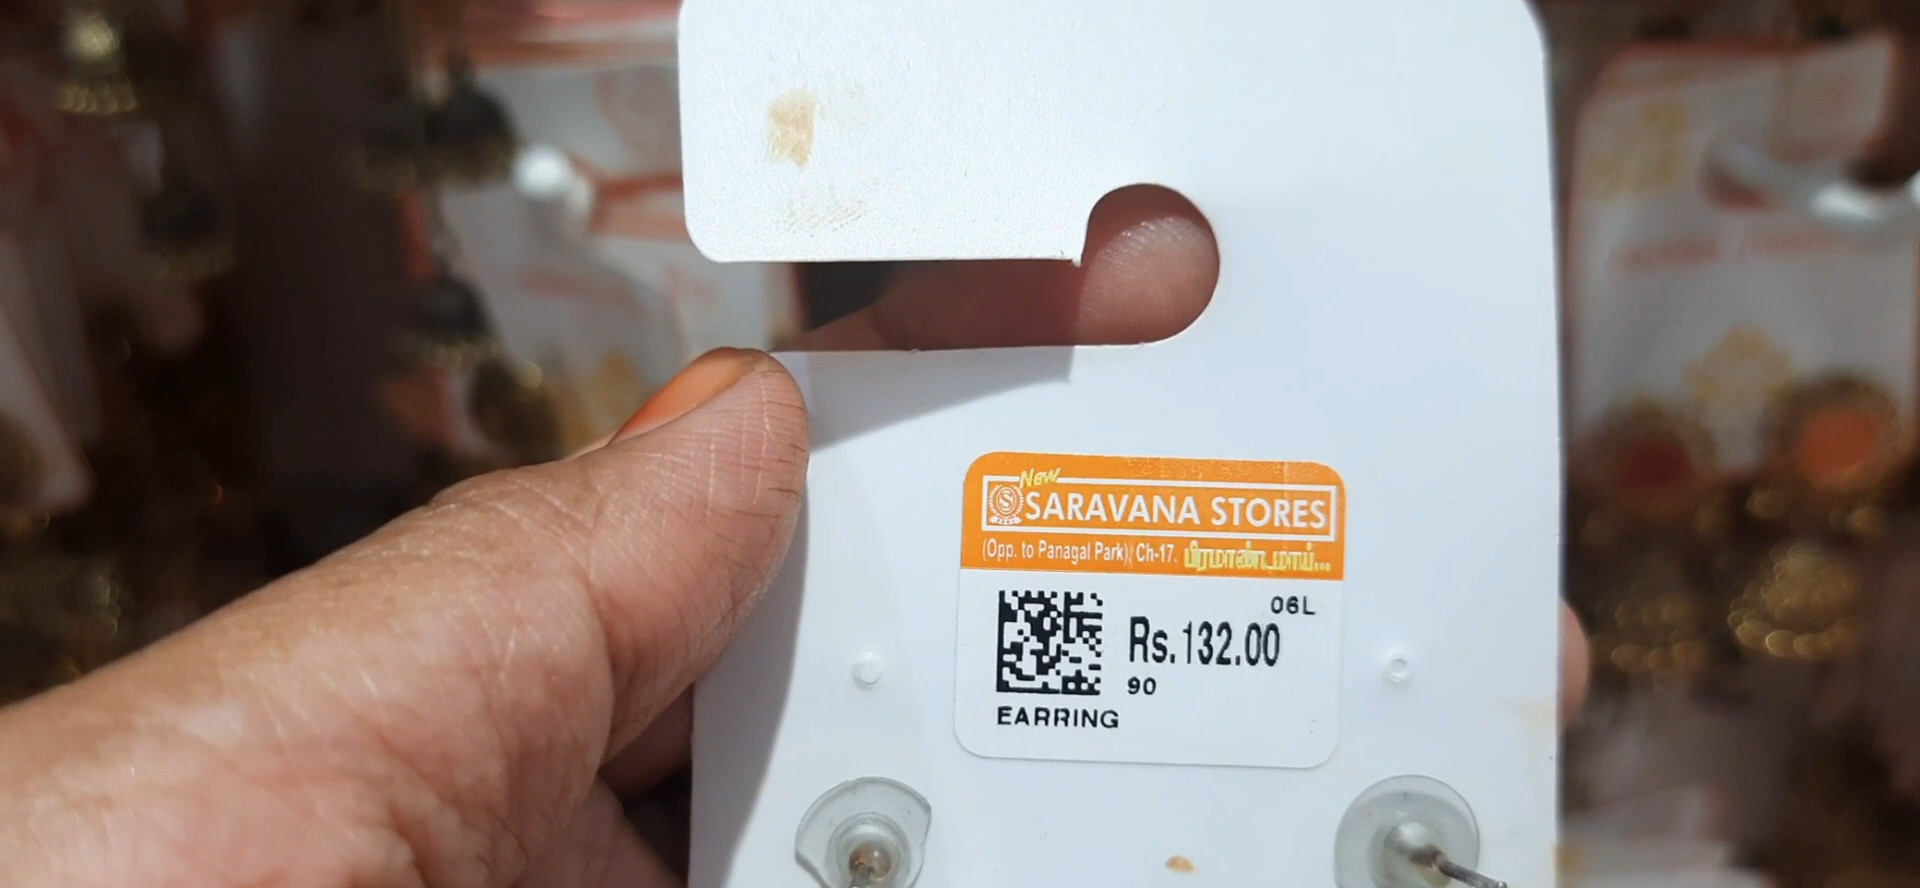 New
SARAVANA STORES
(Opp. to Panagal Park), Ch-17. பிரமாண்டமாய்...
06L
Rs.132.00
90
EARRING